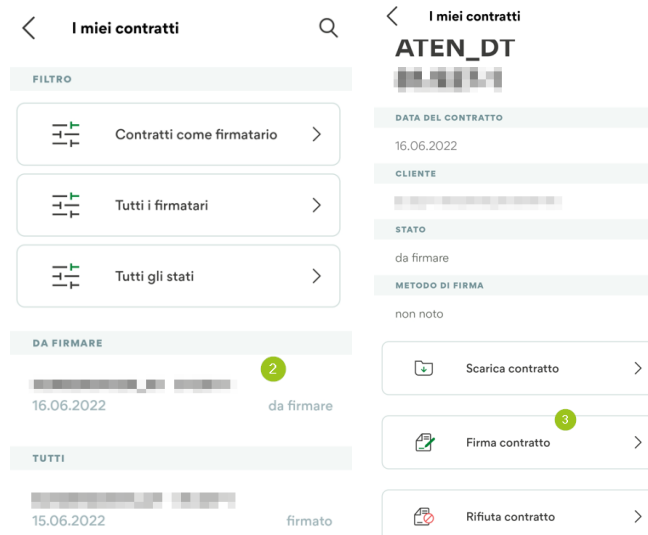 I miei contratti
FILTRO
Contratti come firmatario
Tutti i firmatari
Tutti gli stati
DA FIRMARE
2
16.06.2022 da firmare
TUTTI
15.06.2022 firmato
I miei contratti
ATEN_DT
DATA DEL CONTRATTO
16.06.2022
CLIENTE
STATO
da firmare
METODO DI FIRMA
non noto
Scarica contratto
3
Firma contratto
Rifiuta contratto